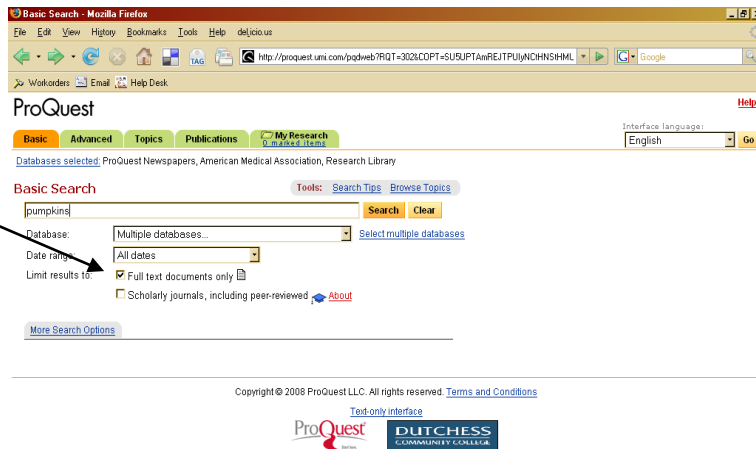 Basic Search - Mozilla Firefox
File Edit View History Bookmarks Tools Help del.icio.us
TAG http://proquest.umi.com/pqdweb?RQT=302&COPT= Google
Workorders Email Help Desk
ProQuest Help
Interface language:
Basic Advanced Topics Publications My Research
0 marked items
English Go
Databases selected: ProQuest Newspapers, American Medical Association, Research Library
Basic Search Tools: Search Tips Browse Topics
pumpkins Search Clear
Database: Multiple databases... Select multiple databases
Date range: All dates
Limit results to: Full text documents only
Scholarly journals, including peer-reviewed About
More Search Options
Copyright © 2008 ProQuest LLC. All rights reserved. Terms and Conditions
Text-only interface
ProQuest DUTCHESS
COMMUNITY COLLEGE